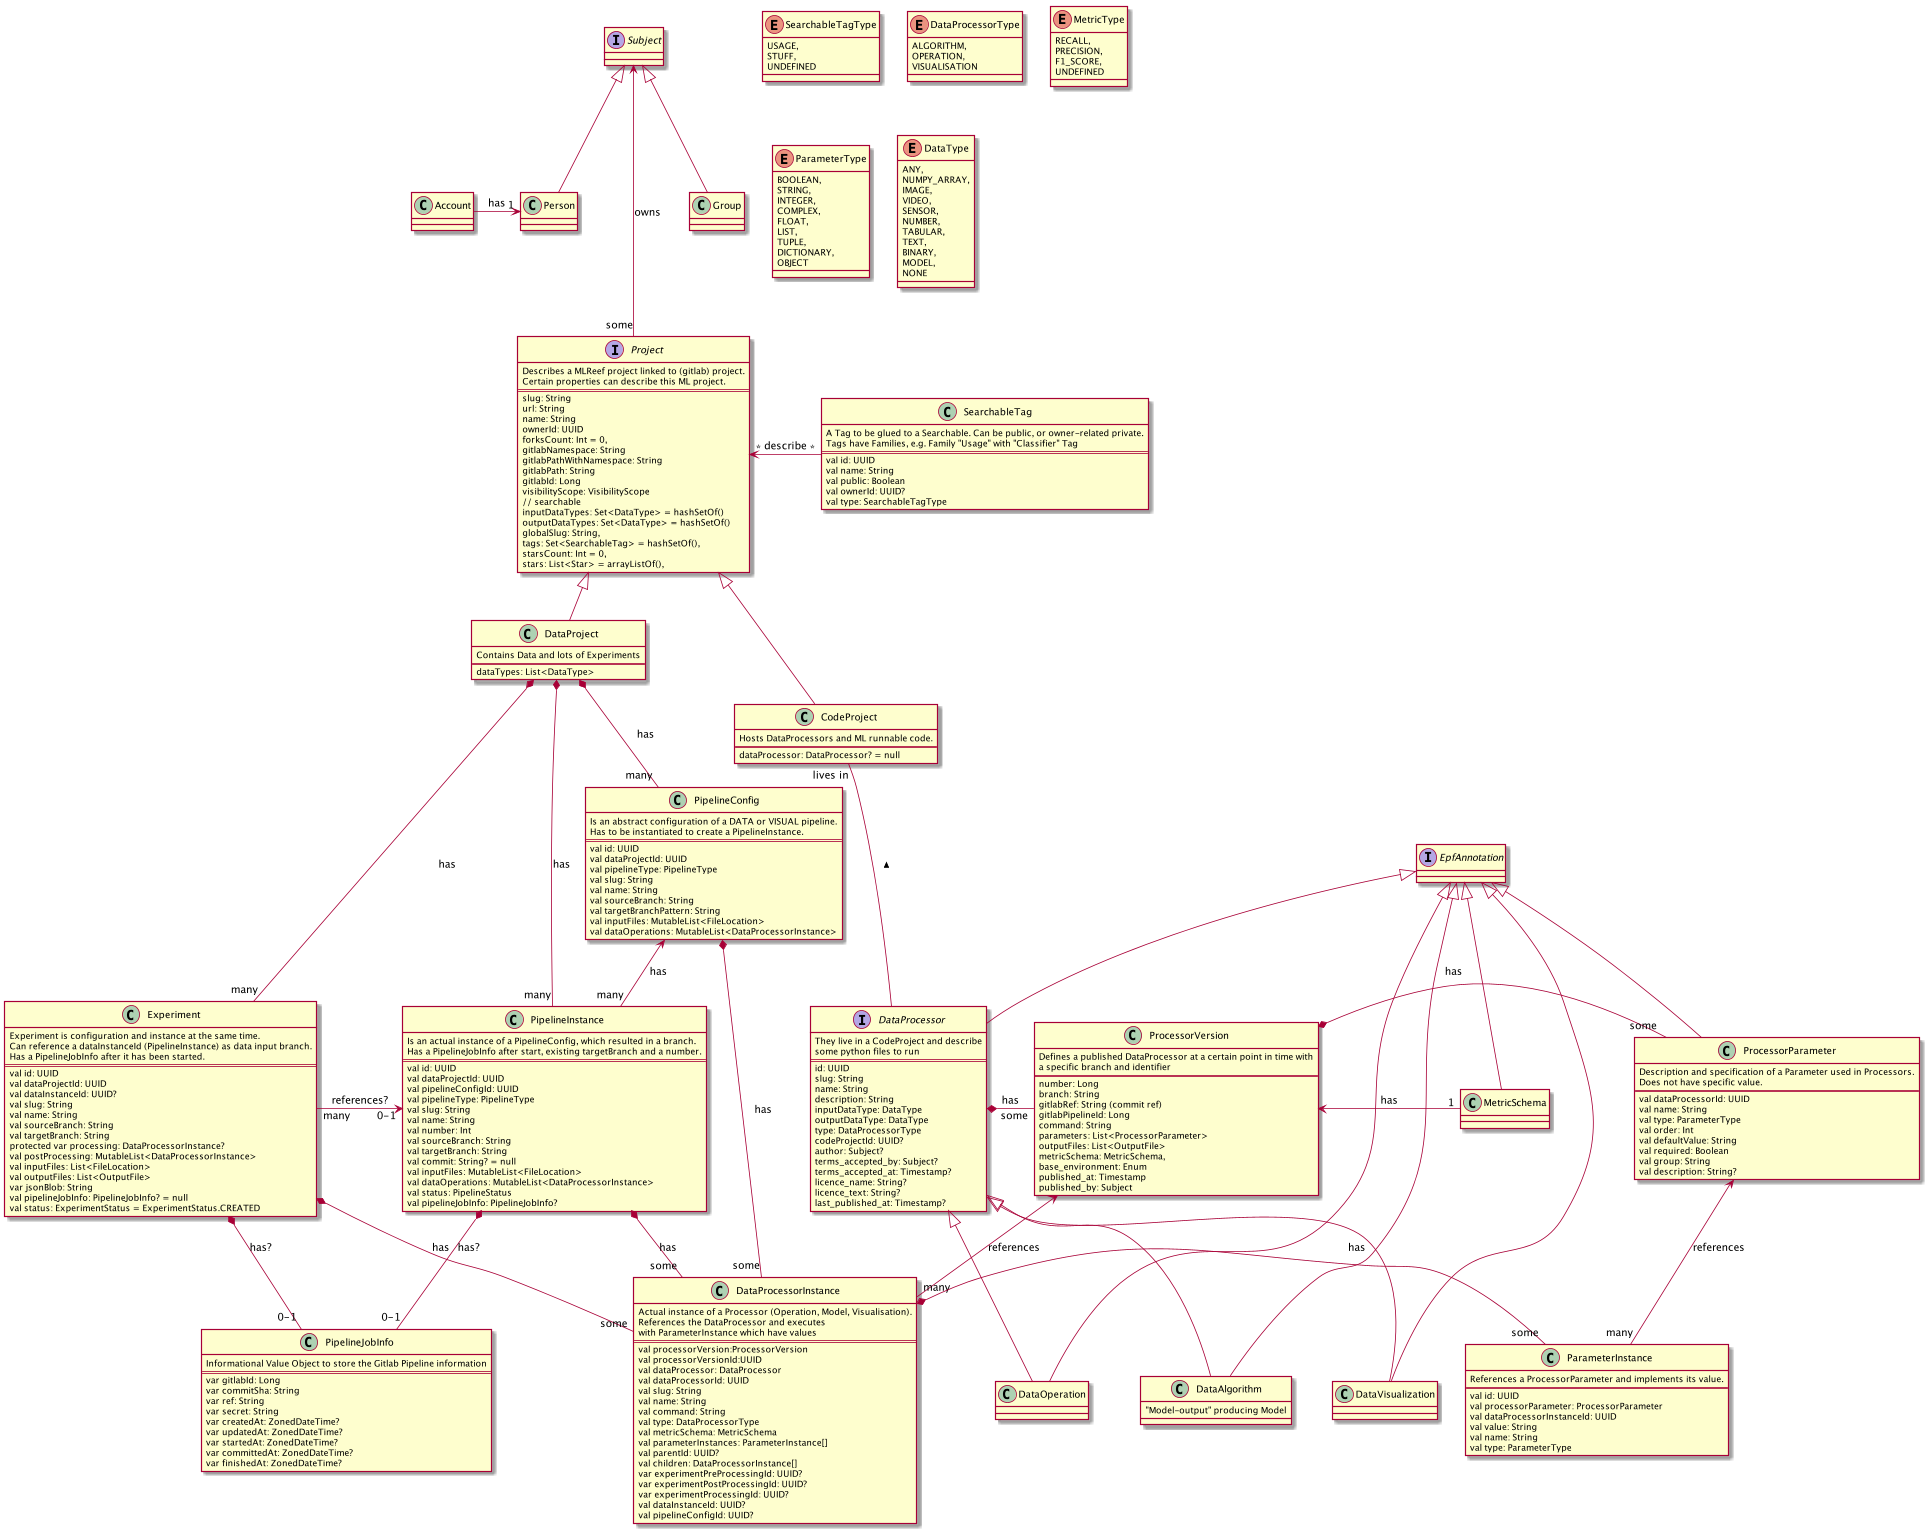 I Subject
E SearchableTagType
USAGE,
STUFF,
UNDEFINED
E DataProcessorType
ALGORITHM,
OPERATION,
VISUALISATION
E MetricType
RECALL,
PRECISION,
F1_SCORE,
UNDEFINED
E ParameterType
BOOLEAN,
STRING,
INTEGER,
COMPLEX,
FLOAT,
LIST,
TUPLE,
DICTIONARY,
OBJECT
E DataType
ANY,
NUMPY_ARRAY,
IMAGE,
VIDEO,
SENSOR,
NUMBER,
TABULAR,
TEXT,
BINARY,
MODEL,
NONE
C Account
has 1
C Person
owns
C Group
some
I Project
Describes a MLReef project linked to (gitlab) project.
Certain properties can describe this ML project.
slug: String
url: String
name: String
ownerId: UUID
forksCount: Int = 0,
gitlabNamespace: String
gitlabPathWithNamespace: String
gitlabPath: String
gitlabId: Long
visibilityScope: VisibilityScope
// searchable
inputDataTypes: Set<DataType> = hashSetOf()
outputDataTypes: Set<DataType> = hashSetOf()
globalSlug: String,
tags: Set<SearchableTag> = hashSetOf(),
starsCount: Int = 0,
stars: List<Star> = arrayListOf(),
* describe *
C SearchableTag
A Tag to be glued to a Searchable. Can be public, or owner-related private.
Tags have Families, e.g. Family "Usage" with "Classifier" Tag
val id: UUID
val name: String
val public: Boolean
val ownerId: UUID?
val type: SearchableTagType
C DataProject
Contains Data and lots of Experiments
dataTypes: List<DataType>
C CodeProject
Hosts DataProcessors and ML runnable code.
dataProcessor: DataProcessor? = null
has
many
lives in
C PipelineConfig
Is an abstract configuration of a DATA or VISUAL pipeline.
Has to be instantiated to create a PipelineInstance.
val id: UUID
val dataProjectId: UUID
val pipelineType: PipelineType
val slug: String
val name: String
val sourceBranch: String
val targetBranchPattern: String
val inputFiles: MutableList<FileLocation>
val dataOperations: MutableList<DataProcessorInstance>
has
has
I EpfAnnotation
has
many
many
many
has
some
C Experiment
Experiment is configuration and instance at the same time.
Can reference a dataInstanceId (PipelineInstance) as data input branch.
Has a PipelineJobInfo after it has been started.
val id: UUID
val dataProjectId: UUID
val dataInstanceId: UUID?
val slug: String
val name: String
val sourceBranch: String
val targetBranch: String
protected var processing: DataProcessorInstance?
val postProcessing: MutableList<DataProcessorInstance>
val inputFiles: List<FileLocation>
val outputFiles: List<OutputFile>
var jsonBlob: String
val pipelineJobInfo: PipelineJobInfo? = null
val status: ExperimentStatus = ExperimentStatus.CREATED
references?
many
0-1
C PipelineInstance
Is an actual instance of a PipelineConfig, which resulted in a branch.
Has a PipelineJobInfo after start, existing targetBranch and a number.
val id: UUID
val dataProjectId: UUID
val pipelineConfigId: UUID
val pipelineType: PipelineType
val slug: String
val name: String
val number: Int
val sourceBranch: String
val targetBranch: String
val commit: String? = null
val inputFiles: MutableList<FileLocation>
val dataOperations: MutableList<DataProcessorInstance>
val status: PipelineStatus
val pipelineJobInfo: PipelineJobInfo?
has
I DataProcessor
They live in a CodeProject and describe
some python files to run
id: UUID
slug: String
name: String
description: String
inputDataType: DataType
outputDataType: DataType
type: DataProcessorType
codeProjectId: UUID?
author: Subject?
terms_accepted_by: Subject?
terms_accepted_at: Timestamp?
licence_name: String?
licence_text: String?
last_published_at: Timestamp?
has
some
C ProcessorVersion
Defines a published DataProcessor at a certain point in time with
a specific branch and identifier
number: Long
branch: String
gitlabRef: String (commit ref)
gitlabPipelineId: Long
command: String
parameters: List<ProcessorParameter>
outputFiles: List<OutputFile>
metricSchema: MetricSchema,
base_environment: Enum
published_at: Timestamp
published_by: Subject
has
1
C MetricSchema
C ProcessorParameter
Description and specification of a Parameter used in Processors.
Does not have specific value.
val dataProcessorId: UUID
val name: String
val type: ParameterType
val order: Int
val defaultValue: String
val required: Boolean
val group: String
val description: String?
has?
has
has?
has
references
has
references
0-1
0-1
some
some
some
many
some
many
C PipelineJobInfo
Informational Value Object to store the Gitlab Pipeline information
var gitlabId: Long
var commitSha: String
var ref: String
var secret: String
var createdAt: ZonedDateTime?
var updatedAt: ZonedDateTime?
var startedAt: ZonedDateTime?
var committedAt: ZonedDateTime?
var finishedAt: ZonedDateTime?
C DataProcessorInstance
Actual instance of a Processor (Operation, Model, Visualisation).
References the DataProcessor and executes
with ParameterInstance which have values
val processorVersion:ProcessorVersion
val processorVersionId:UUID
val dataProcessor: DataProcessor
val dataProcessorId: UUID
val slug: String
val name: String
val command: String
val type: DataProcessorType
val metricSchema: MetricSchema
val parameterInstances: ParameterInstance[]
val parentId: UUID?
val children: DataProcessorInstance[]
var experimentPreProcessingId: UUID?
var experimentPostProcessingId: UUID?
var experimentProcessingId: UUID?
val dataInstanceId: UUID?
val pipelineConfigId: UUID?
C DataOperation
C DataAlgorithm
"Model-output" producing Model
C DataVisualization
C ParameterInstance
References a ProcessorParameter and implements its value.
val id: UUID
val processorParameter: ProcessorParameter
val dataProcessorInstanceId: UUID
val value: String
val name: String
val type: ParameterType